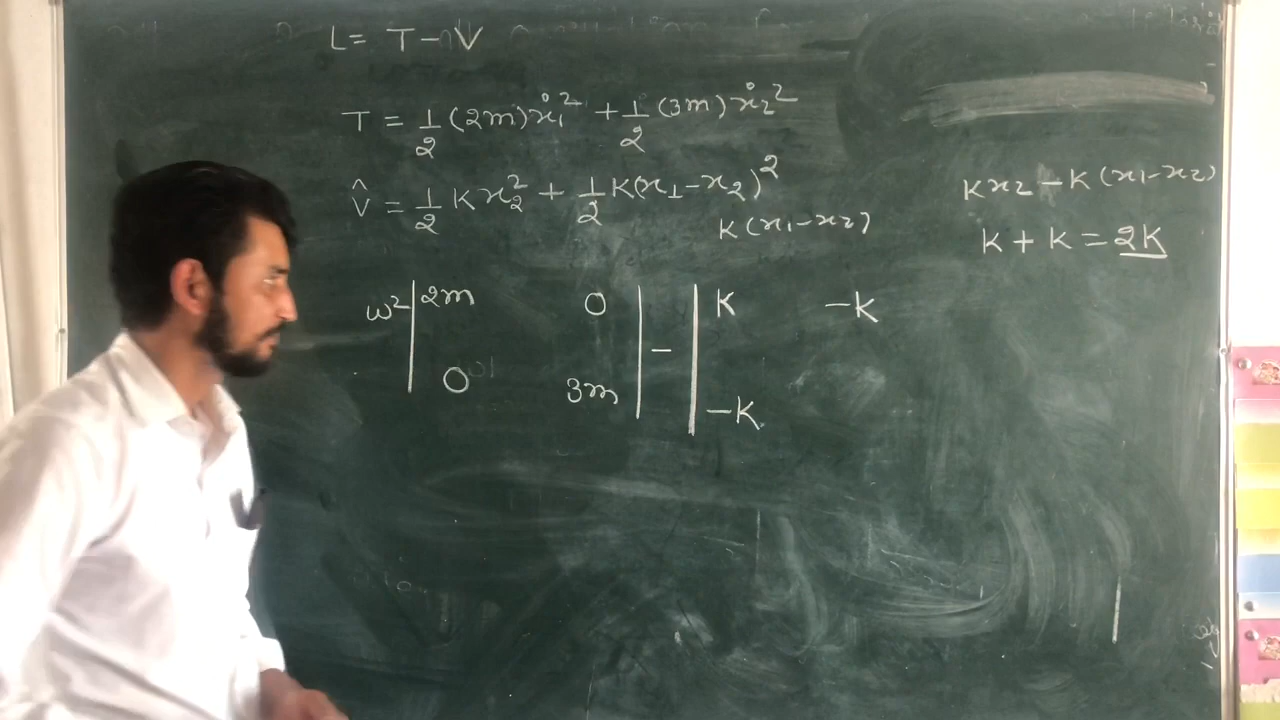 L = T - V
T = 1/2 (2m) ẋ₁² + 1/2 (3m) ẋ₂²
V̂ = 1/2 K x₂² + 1/2 K(x₁ - x₂)²
K(x₁ - x₂)
Kx₂ - K(x₁ - x₂)
K + K = 2K
ω² | 2m 0 | - | K -K
0 3m | | -K